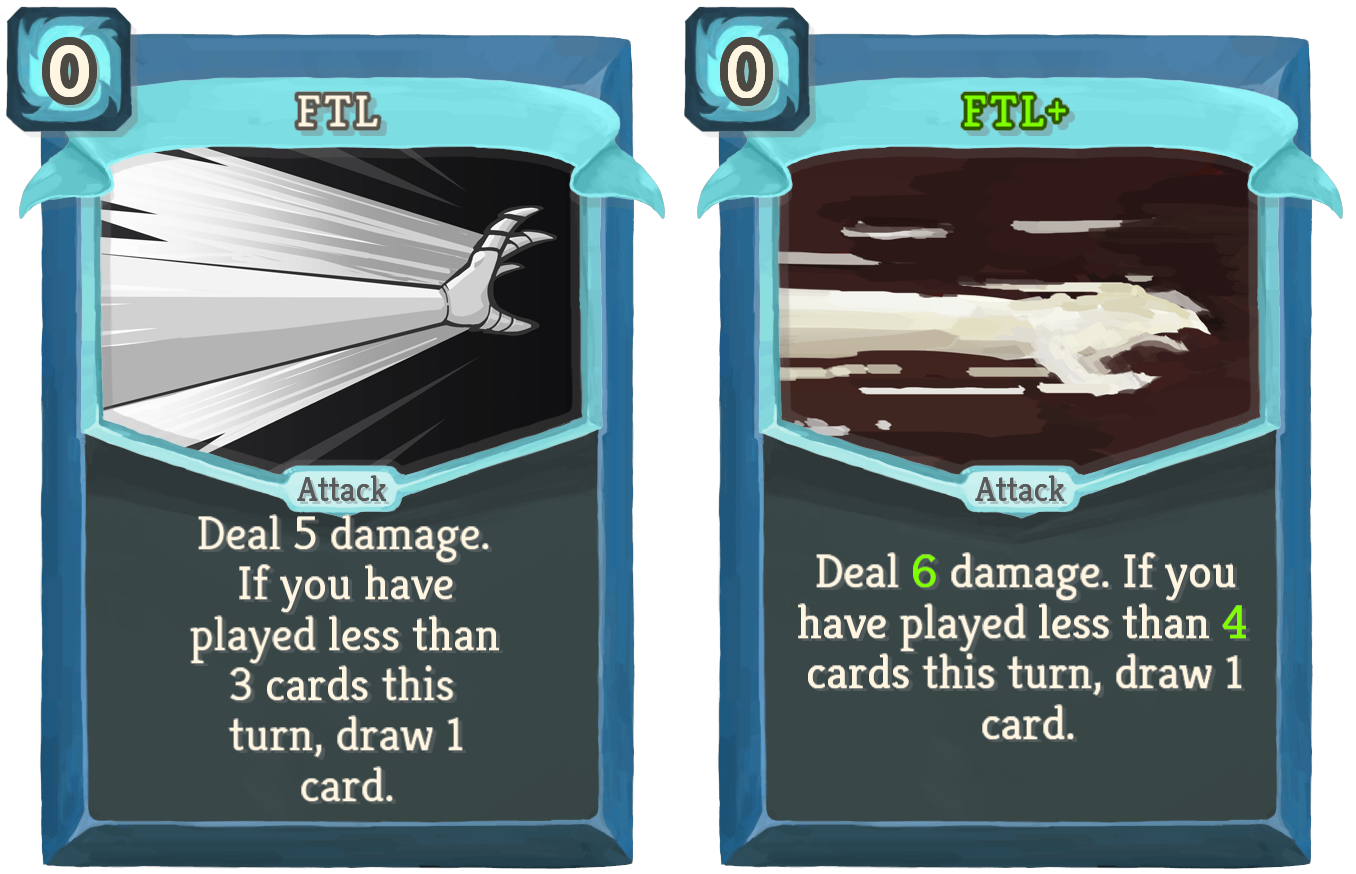 0
FTL
Attack
Deal 5 damage.
If you have
played less than
3 cards this
turn, draw 1
card.
0
FTL+
Attack
Deal 6 damage. If you
have played less than 4
cards this turn, draw 1
card.